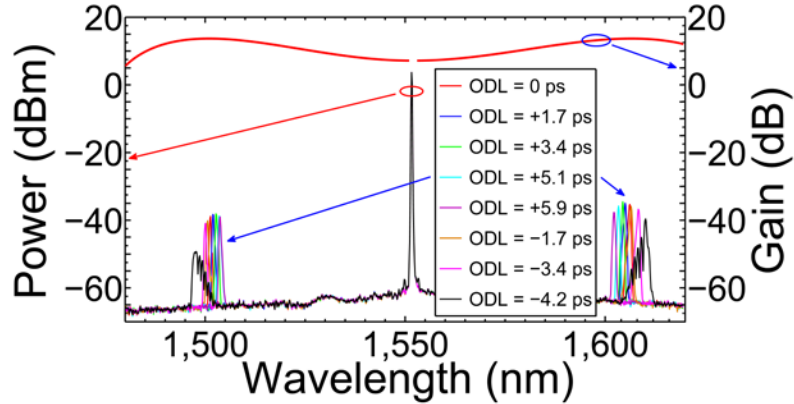 20
0
−20
−40
−60
Power (dBm)
20
0
−20
−40
−60
Gain (dB)
ODL = 0 ps
ODL = +1.7 ps
ODL = +3.4 ps
ODL = +5.1 ps
ODL = +5.9 ps
ODL = −1.7 ps
ODL = −3.4 ps
ODL = −4.2 ps
1,500
1,550
1,600
Wavelength (nm)